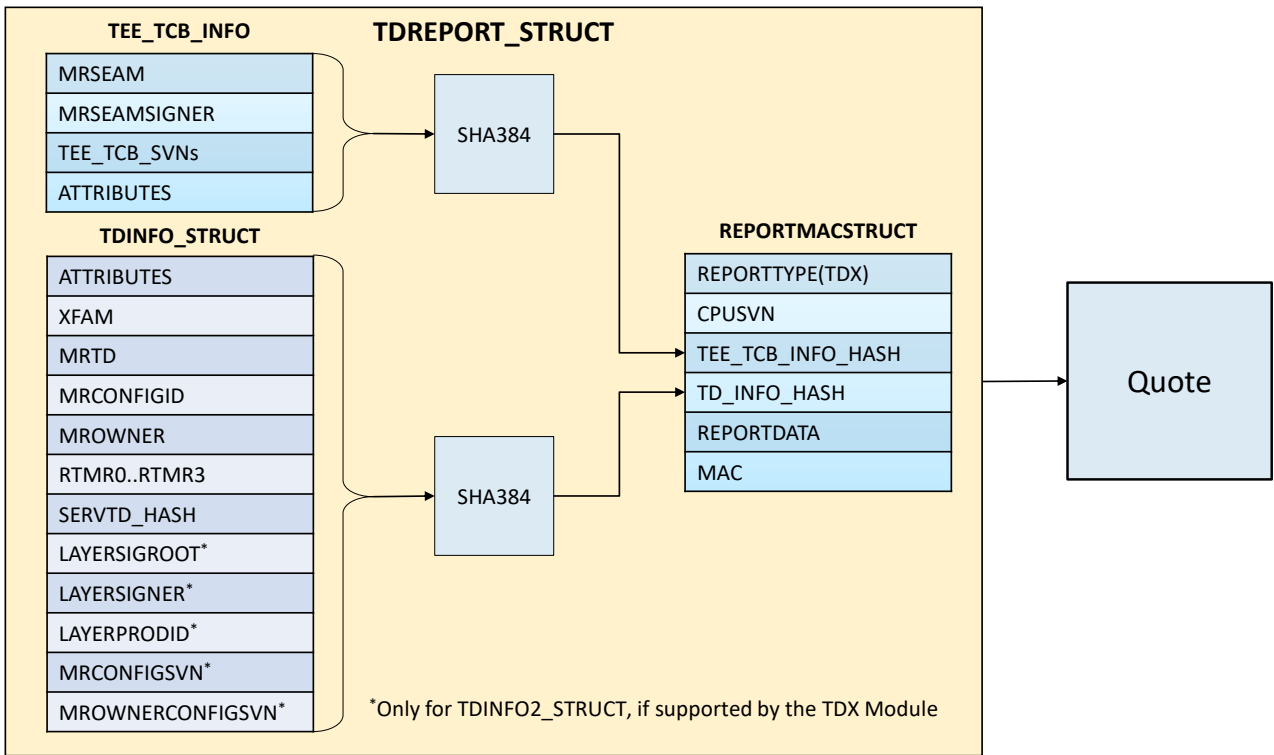 TDREPORT_STRUCT
TEE_TCB_INFO
MRSEAM
MRSEAMSIGNER
TEE_TCB_SVNs
ATTRIBUTES
SHA384
TDINFO_STRUCT
ATTRIBUTES
XFAM
MRTD
MRCONFIGID
MROWNER
RTMR0..RTMR3
SERVTD_HASH
LAYERSIGROOT*
LAYERSIGNER*
LAYERPRODID*
MRCONFIGSVN*
MROWNERCONFIGSVN*
SHA384
REPORTMACSTRUCT
REPORTTYPE(TDX)
CPUSVN
TEE_TCB_INFO_HASH
TD_INFO_HASH
REPORTDATA
MAC
Quote
*Only for TDINFO2_STRUCT, if supported by the TDX Module